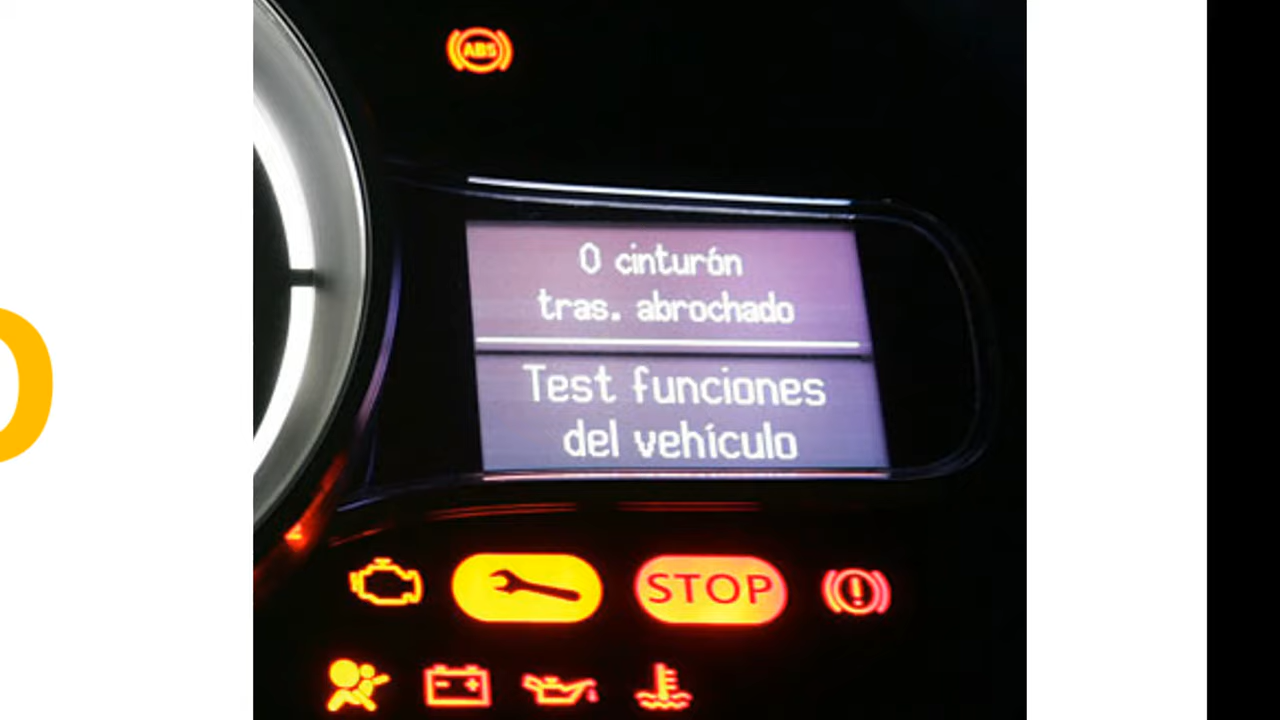 ABS
0 cinturón
tras. abrochado
Test funciones
del vehículo
STOP